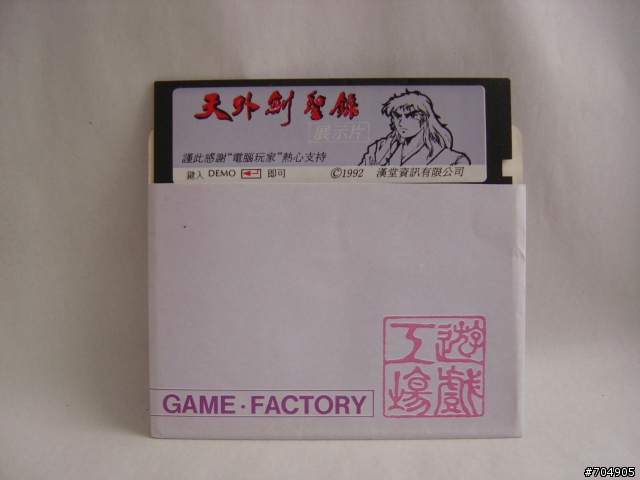 天外劍聖錄
展示片
謹此感謝“電腦玩家”熱心支持
鍵入 DEMO 即可 ©1992 漢堂資訊有限公司
遊戲工場
GAME·FACTORY
#704905